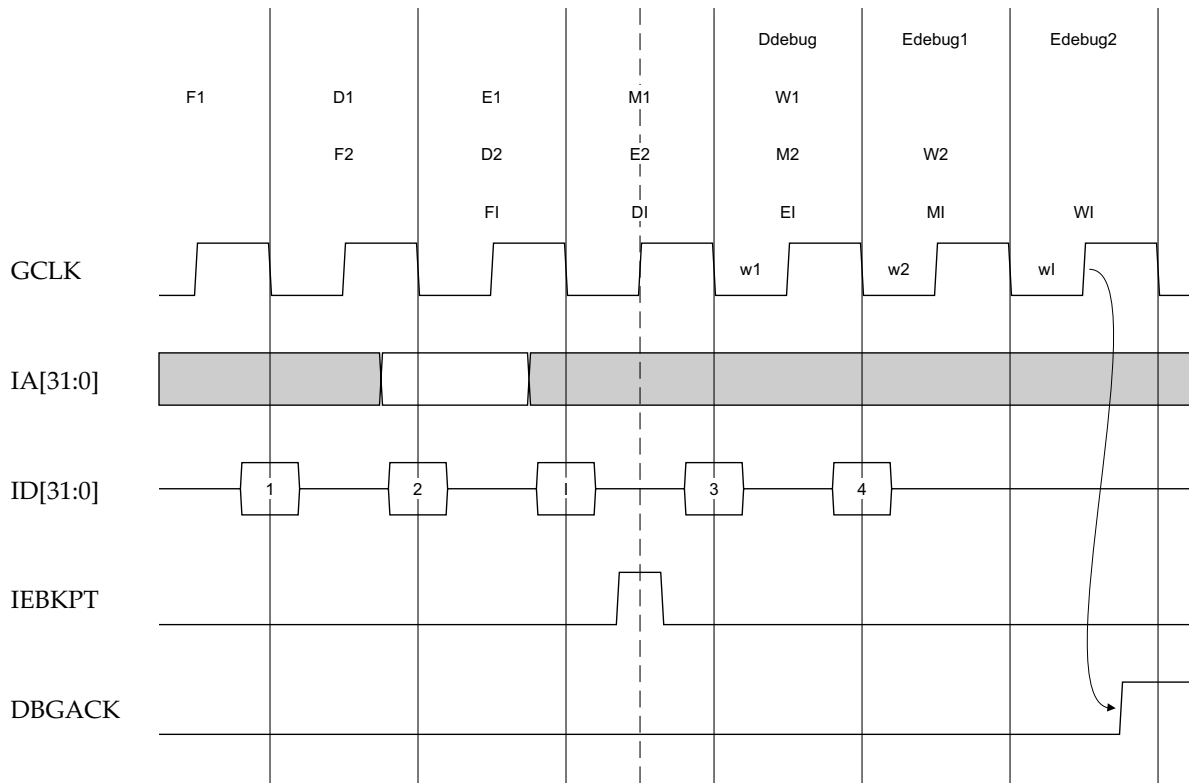 Ddebug Edebug1 Edebug2
F1 D1 E1 M1 W1
F2 D2 E2 M2 W2
FI DI EI MI WI
GCLK w1 w2 wI
IA[31:0]
ID[31:0] 1 2 I 3 4
IEBKPT
DBGACK